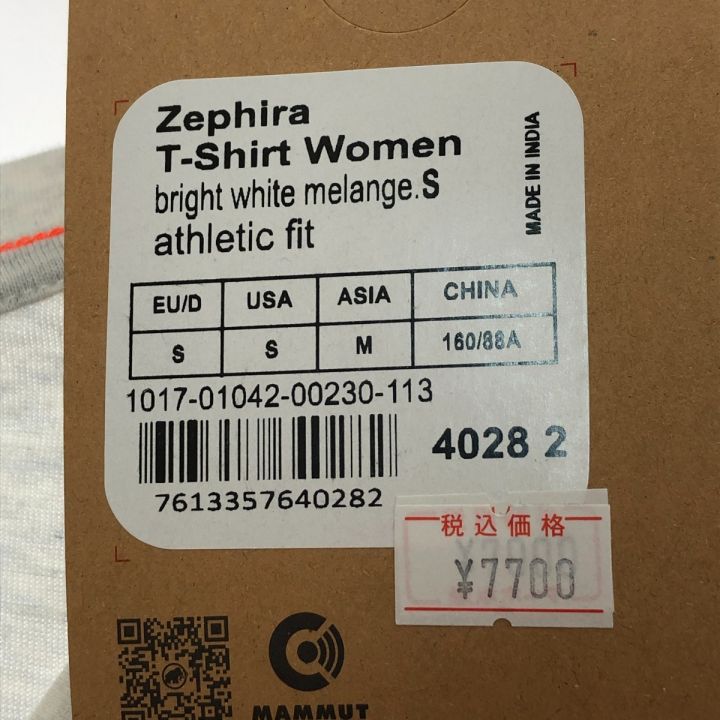 Zephira
T-Shirt Women
bright white melange.S
athletic fit
MADE IN INDIA
EU/D USA ASIA CHINA
S S M 160/88A
1017-01042-00230-113
4028 2
7613357640282
税込価格
¥7700
MAMMUT